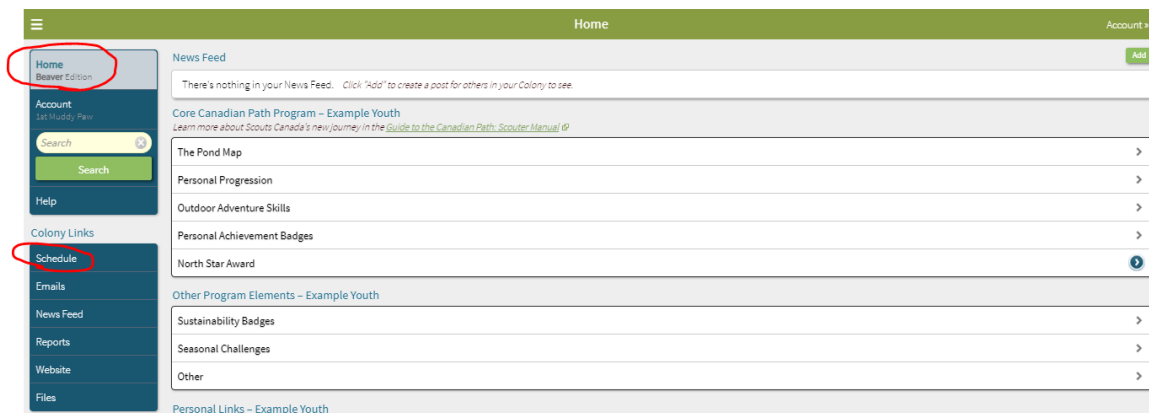 ☰ Home Account »
Home
Beaver Edition
Account
1st Muddy Paw
Search
Search
Help
Colony Links
Schedule
Emails
News Feed
Reports
Website
Files
News Feed
Add
There's nothing in your News Feed. Click "Add" to create a post for others in your Colony to see.
Core Canadian Path Program – Example Youth
Learn more about Scouts Canada's new journey in the Guide to the Canadian Path: Scouter Manual
The Pond Map
Personal Progression
Outdoor Adventure Skills
Personal Achievement Badges
North Star Award
Other Program Elements – Example Youth
Sustainability Badges
Seasonal Challenges
Other
Personal Links – Example Youth